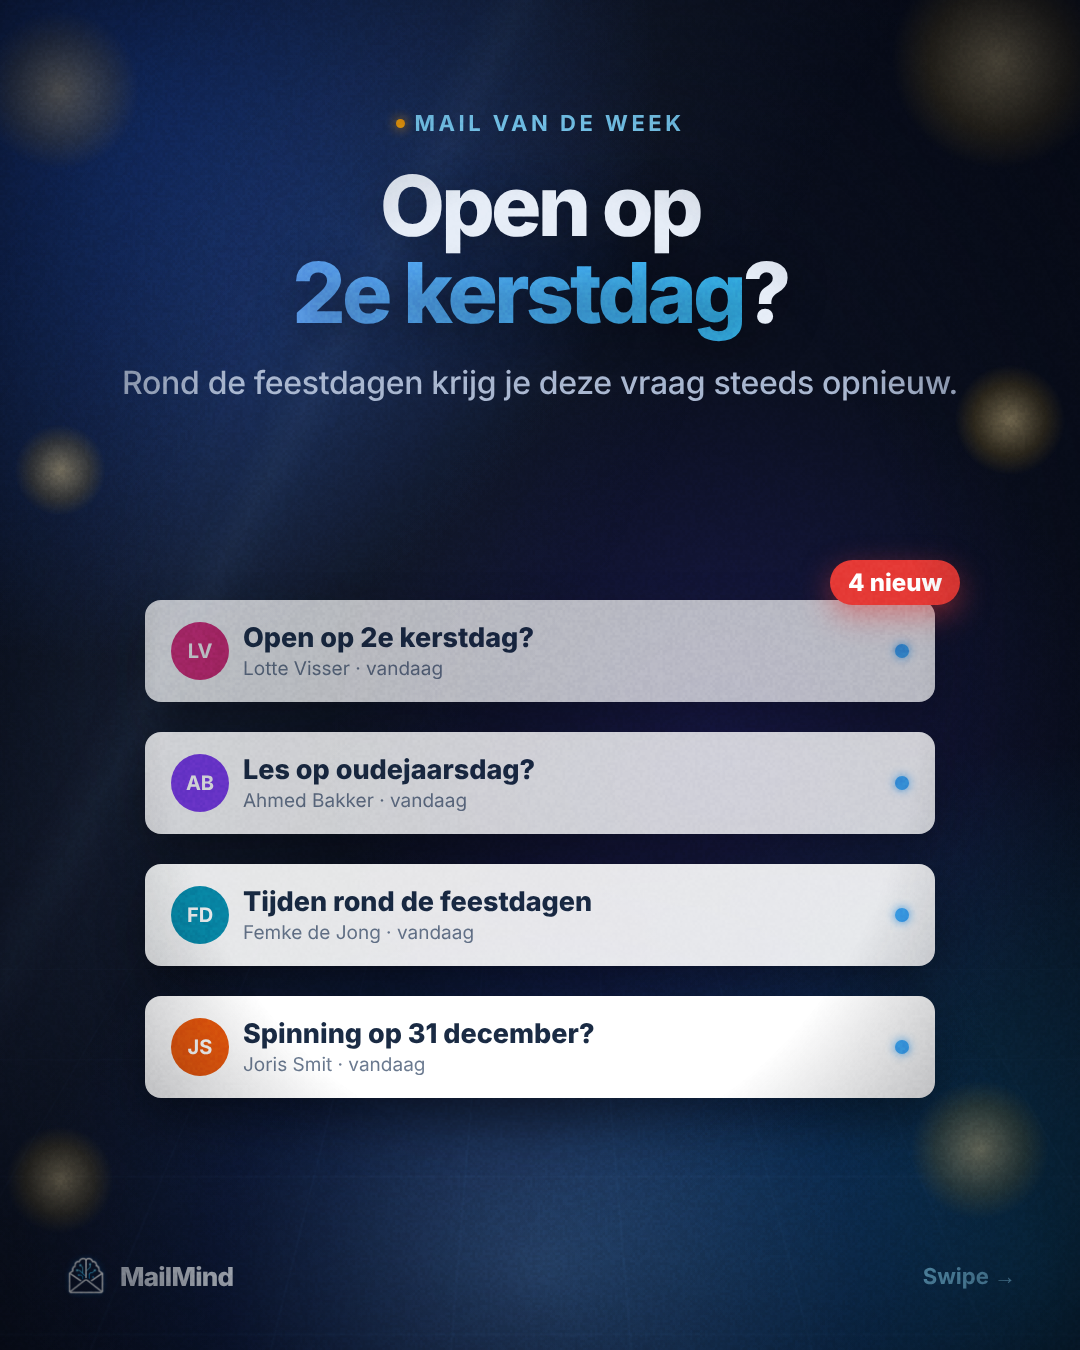 MAIL VAN DE WEEK
Open op
2e kerstdag?
Rond de feestdagen krijg je deze vraag steeds opnieuw.
4 nieuw
LV
Open op 2e kerstdag?
Lotte Visser · vandaag
AB
Les op oudejaarsdag?
Ahmed Bakker · vandaag
FD
Tijden rond de feestdagen
Femke de Jong · vandaag
JS
Spinning op 31 december?
Joris Smit · vandaag
MailMind
Swipe →